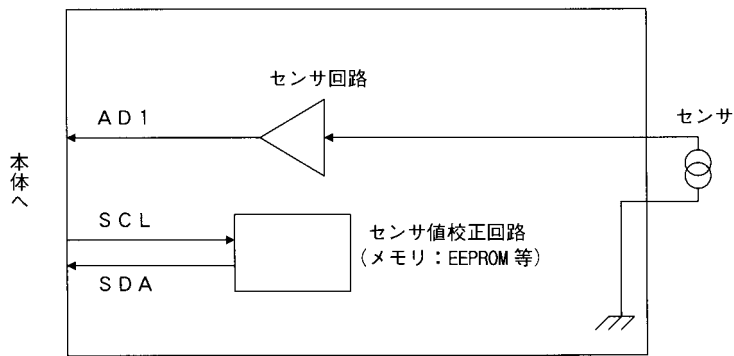 センサ回路
AD1
センサ
本体へ
SCL
センサ値校正回路
(メモリ：EEPROM等)
SDA